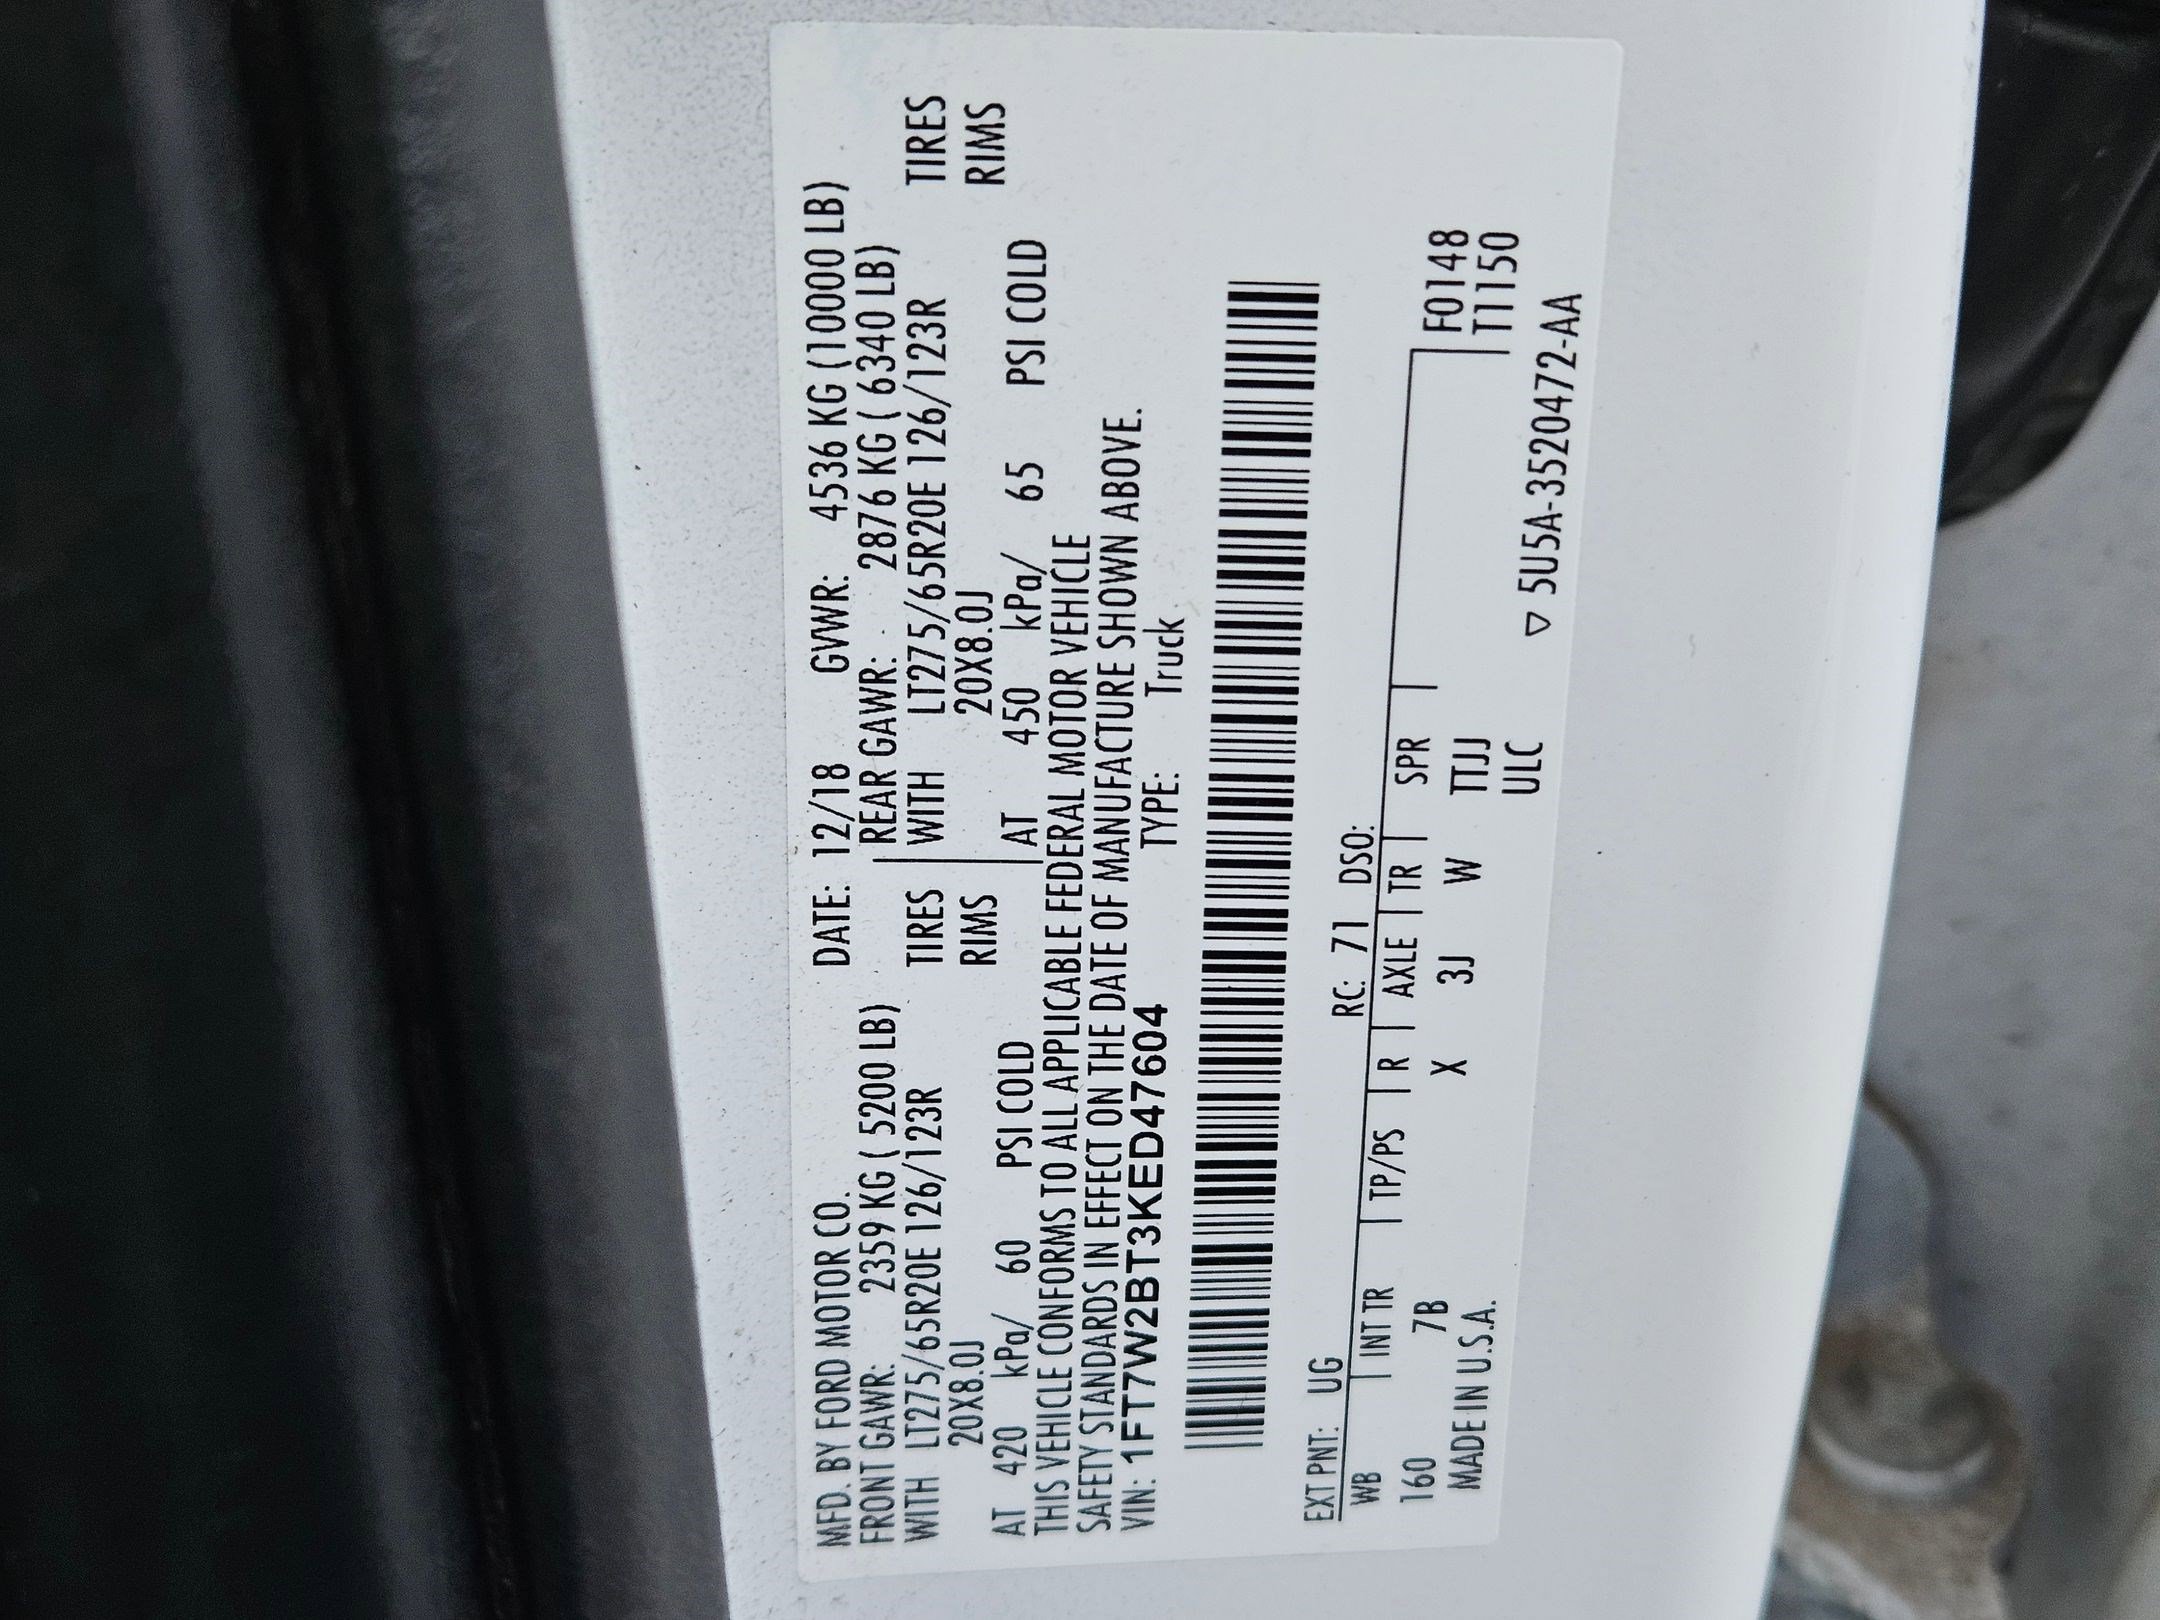 MFD. BY FORD MOTOR CO. DATE: 12/18 GVWR: 4536 KG (10000 LB)
FRONT GAWR: 2359 KG ( 5200 LB) REAR GAWR: 2876 KG ( 6340 LB)
WITH LT275/65R20E 126/123R TIRES WITH LT275/65R20E 126/123R TIRES
20X8.0J RIMS 20X8.0J RIMS
AT 420 kPa/ 60 PSI COLD AT 450 kPa/ 65 PSI COLD
THIS VEHICLE CONFORMS TO ALL APPLICABLE FEDERAL MOTOR VEHICLE
SAFETY STANDARDS IN EFFECT ON THE DATE OF MANUFACTURE SHOWN ABOVE.
VIN: 1FT7W2BT3KED47604 TYPE: Truck
EXT PNT: UG RC: 71 DSO:
WB INT TR TP/PS R AXLE TR SPR
160 7B X 3J W TTJJ F0148
MADE IN U.S.A. ULC T1150
▽ 5U5A-3520472-AA